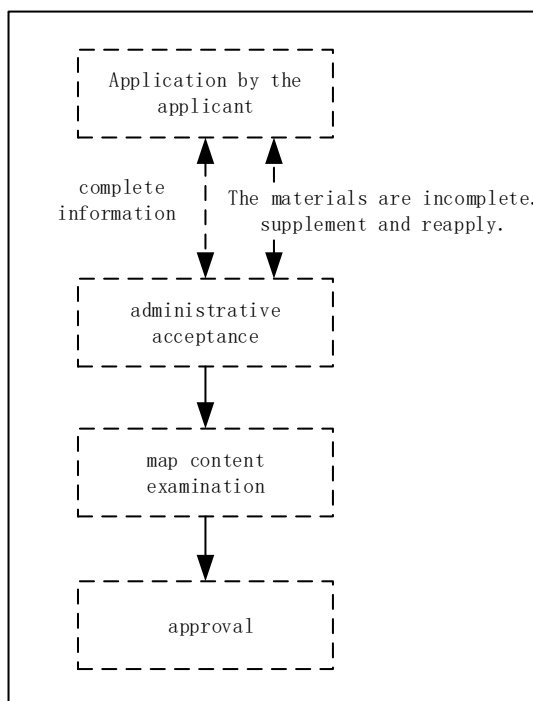 Application by the
applicant
complete
information
The materials are incomplete.
supplement and reapply.
administrative
acceptance
map content
examination
approval